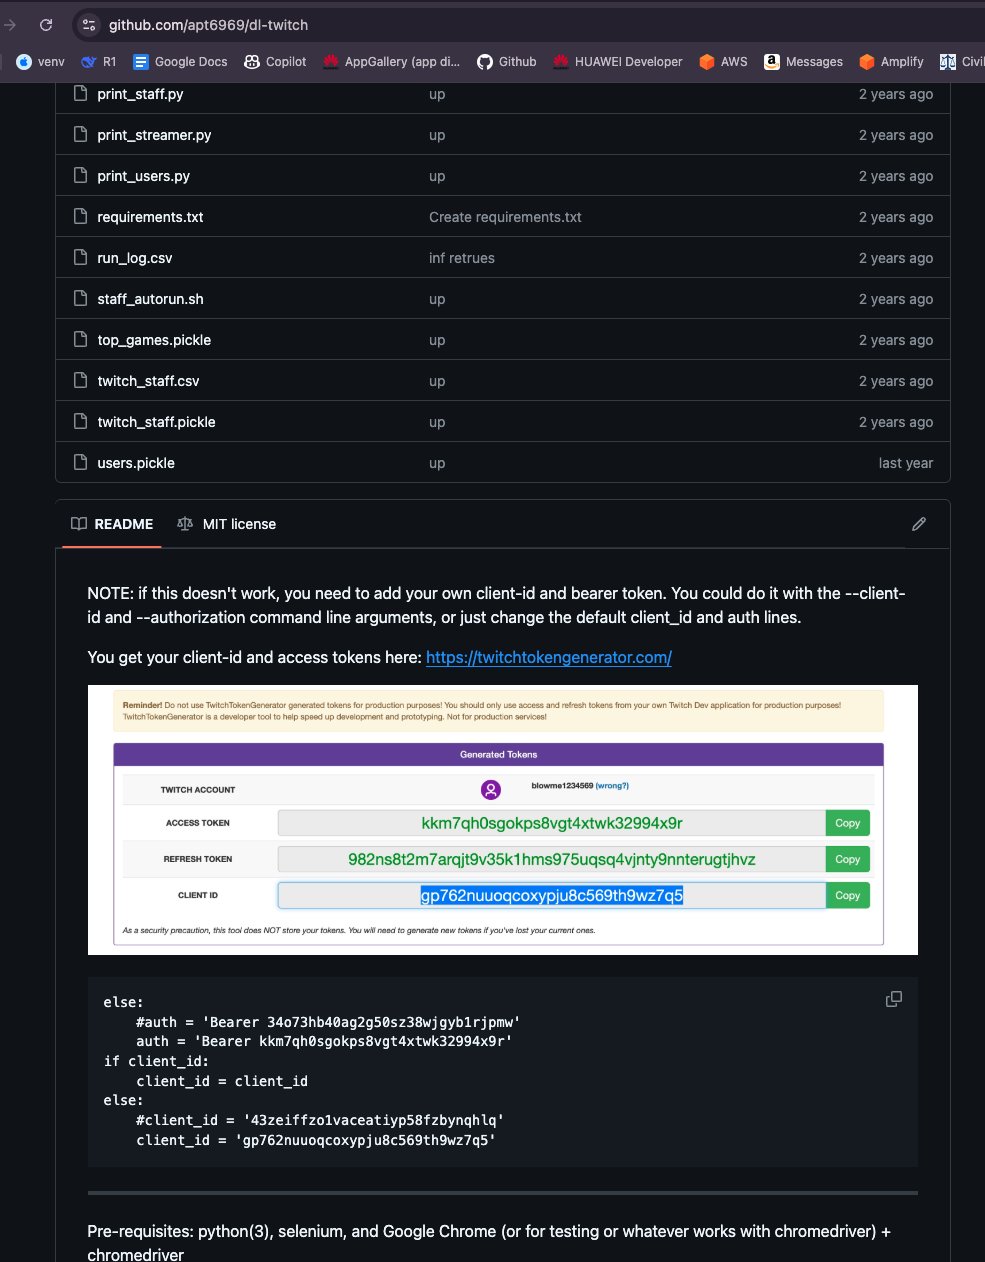 github.com/apt6969/dl-twitch
venv R1 Google Docs Copilot AppGallery (app di... Github HUAWEI Developer AWS Messages Amplify Civil
print_staff.py up 2 years ago
print_streamer.py up 2 years ago
print_users.py up 2 years ago
requirements.txt Create requirements.txt 2 years ago
run_log.csv inf retrues 2 years ago
staff_autorun.sh up 2 years ago
top_games.pickle up 2 years ago
twitch_staff.csv up 2 years ago
twitch_staff.pickle up 2 years ago
users.pickle up last year
README MIT license
NOTE: if this doesn't work, you need to add your own client-id and bearer token. You could do it with the --client-
id and --authorization command line arguments, or just change the default client_id and auth lines.
You get your client-id and access tokens here: https://twitchtokengenerator.com/
Reminder! Do not use TwitchTokenGenerator generated tokens for production purposes! You should only use access and refresh tokens from your own Twitch Dev application for production purposes!
TwitchTokenGenerator is a developer tool to help speed up development and prototyping. Not for production services!
Generated Tokens
TWITCH ACCOUNT blowme1234569 (wrong?)
ACCESS TOKEN kkm7qh0sgokps8vgt4xtwk32994x9r Copy
REFRESH TOKEN 982ns8t2m7arqjt9v35k1hms975uqsq4vjnty9nnterugtjhvz Copy
CLIENT ID gp762nuuoqcoxypju8c569th9wz7q5 Copy
As a security precaution, this tool does NOT store your tokens. You will need to generate new tokens if you've lost your current ones.
else:
    #auth = 'Bearer 34o73hb40ag2g50sz38wjgyb1rjpmw'
    auth = 'Bearer kkm7qh0sgokps8vgt4xtwk32994x9r'
if client_id:
    client_id = client_id
else:
    #client_id = '43zeiffzo1vaceatiyp58fzbynqhlq'
    client_id = 'gp762nuuoqcoxypju8c569th9wz7q5'
Pre-requisites: python(3), selenium, and Google Chrome (or for testing or whatever works with chromedriver) +
chromedriver